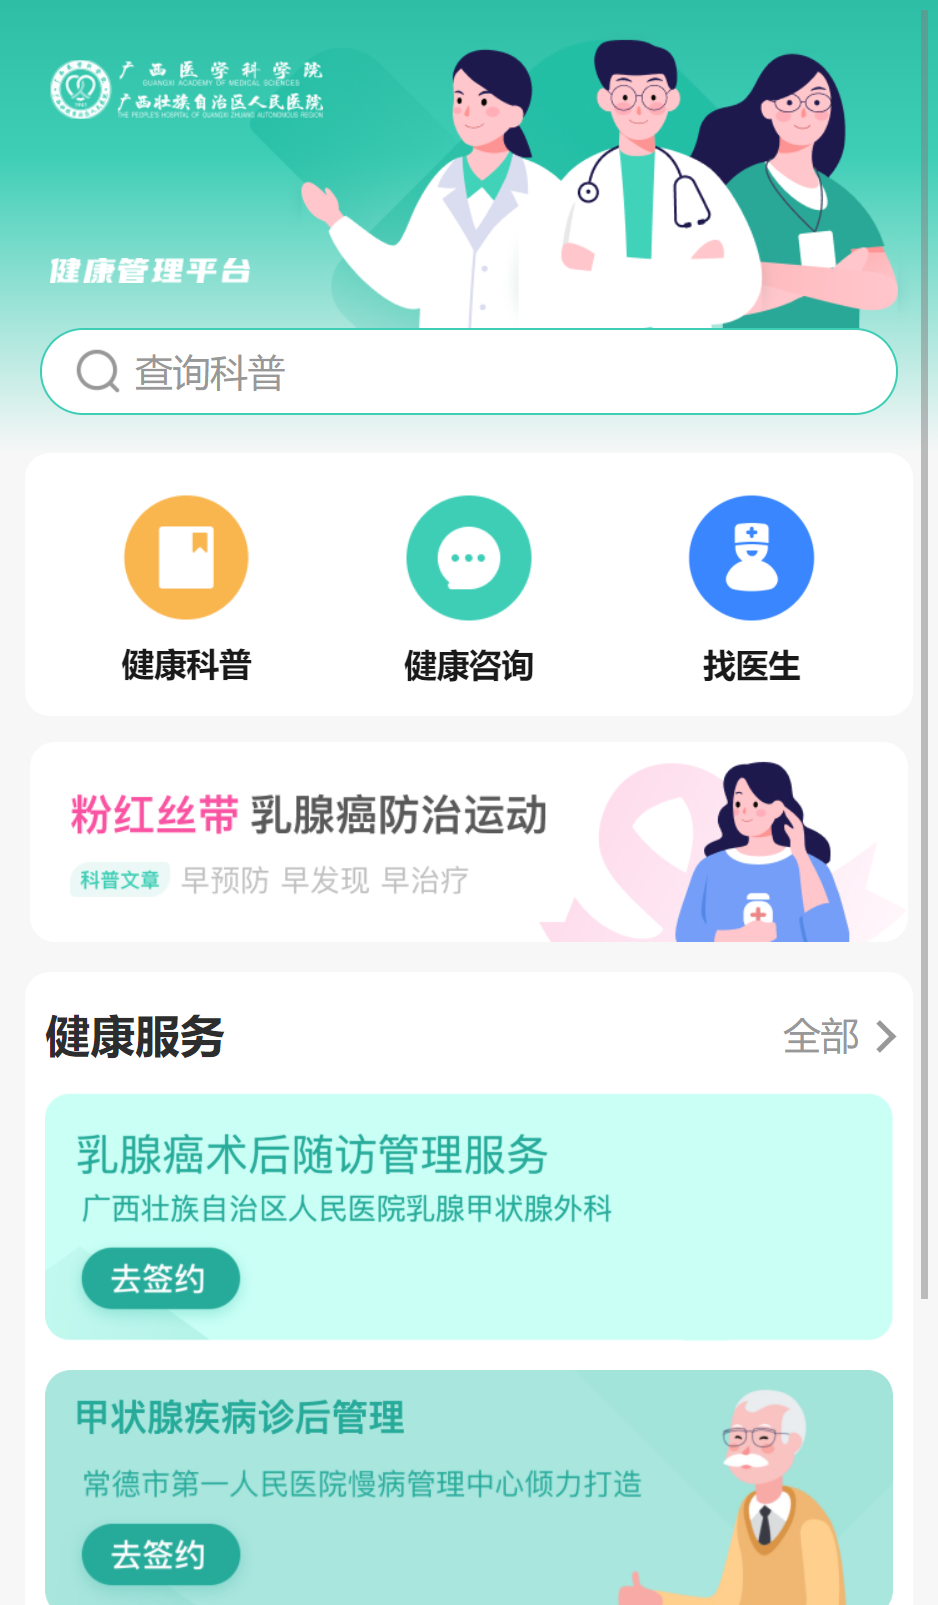 广西医学科学院
GUANGXI ACADEMY OF MEDICAL SCIENCES
广西壮族自治区人民医院
THE PEOPLE'S HOSPITAL OF GUANGXI ZHUANG AUTONOMOUS REGION
健康管理平台
查询科普
健康科普
健康咨询
找医生
粉红丝带 乳腺癌防治运动
科普文章 早预防 早发现 早治疗
健康服务
全部
乳腺癌术后随访管理服务
广西壮族自治区人民医院乳腺甲状腺外科
去签约
甲状腺疾病诊后管理
常德市第一人民医院慢病管理中心倾力打造
去签约